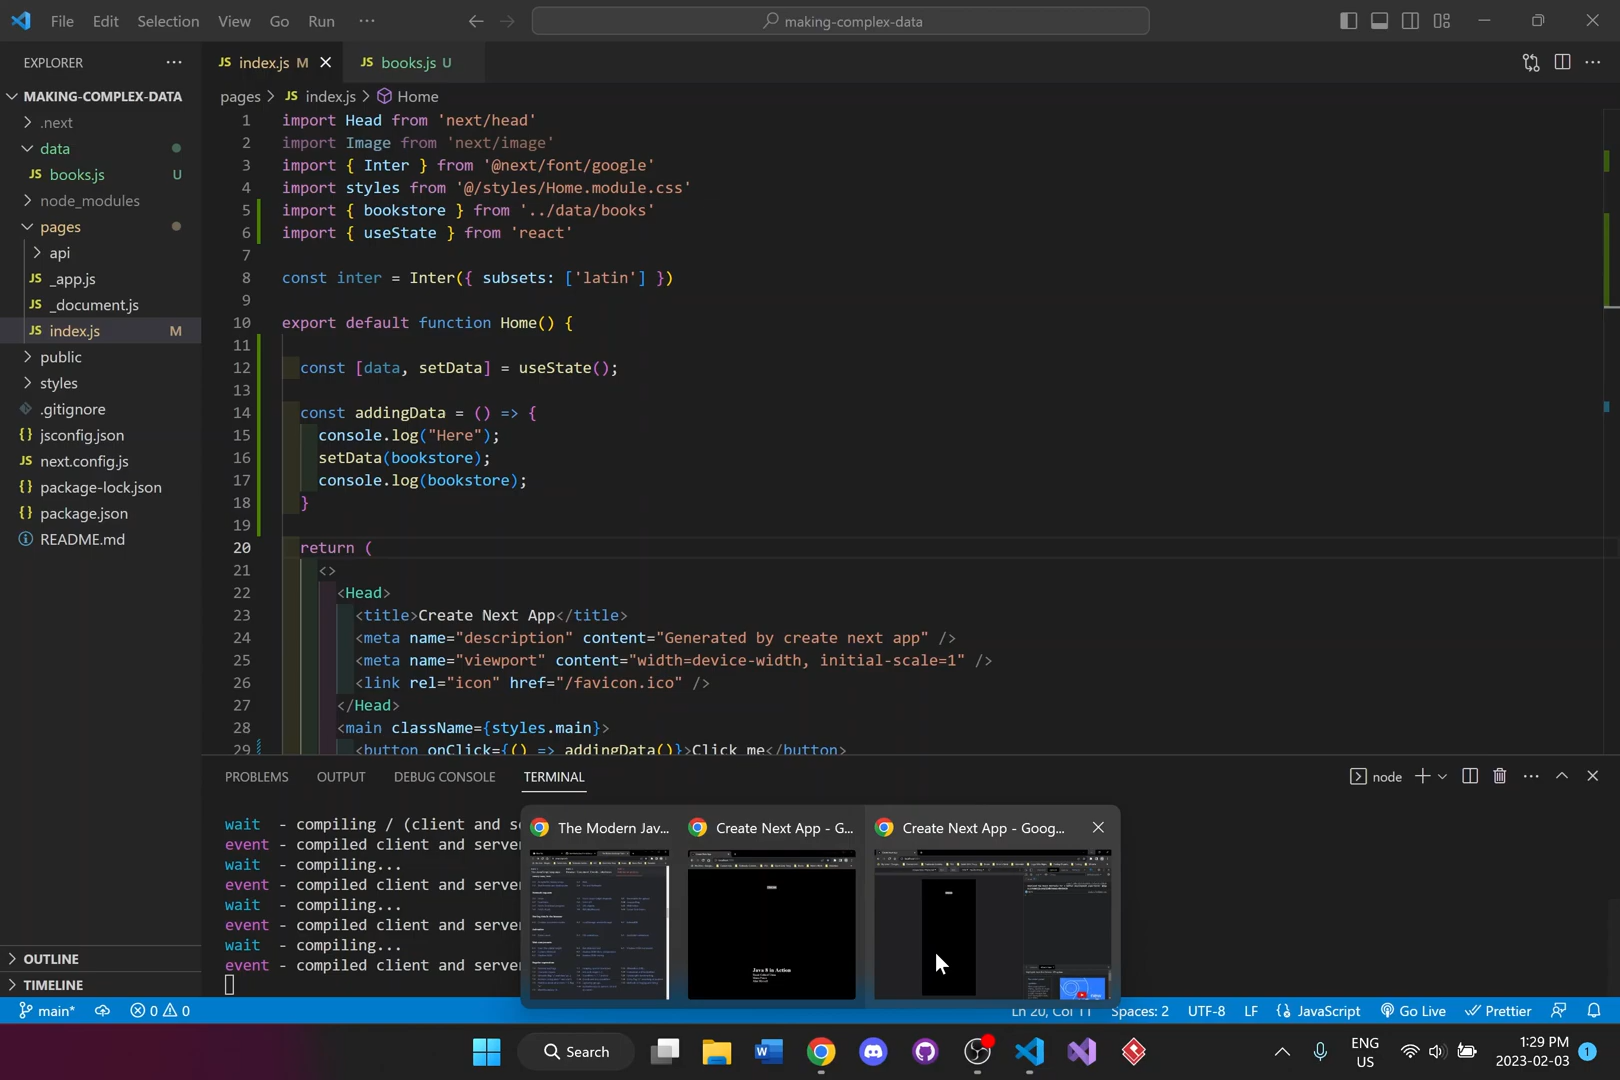 File Edit Selection View Go Run ··· making-complex-data
EXPLORER ···
MAKING-COMPLEX-DATA
.next
data
JS books.js U
node_modules
pages
api
JS _app.js
JS _document.js
JS index.js M
public
styles
.gitignore
{} jsconfig.json
JS next.config.js
{} package-lock.json
{} package.json
README.md
OUTLINE
TIMELINE
JS index.js M
JS books.js U
pages > JS index.js > Home
1 import Head from 'next/head'
2 import Image from 'next/image'
3 import { Inter } from '@next/font/google'
4 import styles from '@/styles/Home.module.css'
5 import { bookstore } from '../data/books'
6 import { useState } from 'react'
7
8 const inter = Inter({ subsets: ['latin'] })
9
10 export default function Home() {
11
12 const [data, setData] = useState();
13
14 const addingData = () => {
15 console.log("Here");
16 setData(bookstore);
17 console.log(bookstore);
18 }
19
20 return (
21 <>
22 <Head>
23 <title>Create Next App</title>
24 <meta name="description" content="Generated by create next app" />
25 <meta name="viewport" content="width=device-width, initial-scale=1" />
26 <link rel="icon" href="/favicon.ico" />
27 </Head>
28 <main className={styles.main}>
29 <button onClick={() => addingData()}>Click me</button>
PROBLEMS OUTPUT DEBUG CONSOLE TERMINAL
node
wait - compiling / (client and se
event - compiled client and server
wait - compiling...
event - compiled client and server
wait - compiling...
event - compiled client and server
wait - compiling...
event - compiled client and server
The Modern Jav...
Create Next App - G...
Create Next App - Goog...
Java 8 in Action
main* 0 0
Ln 20, Col 11 Spaces: 2 UTF-8 LF {} JavaScript Go Live Prettier
Search
ENG
US
1:29 PM
2023-02-03
1